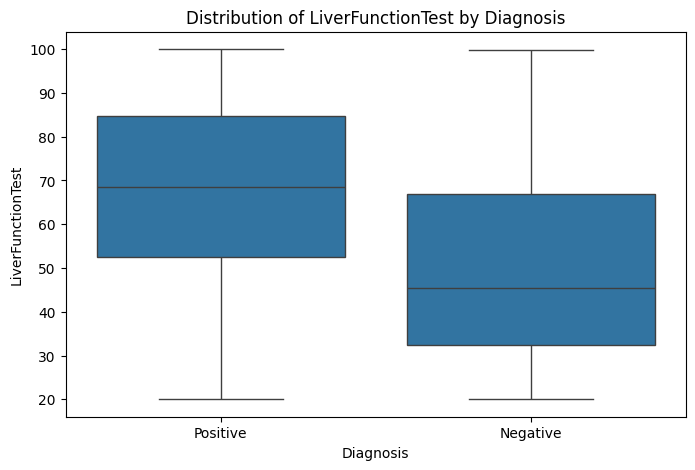 Distribution of LiverFunctionTest by Diagnosis
100
90
80
70
60
50
40
30
20
LiverFunctionTest
Positive
Negative
Diagnosis